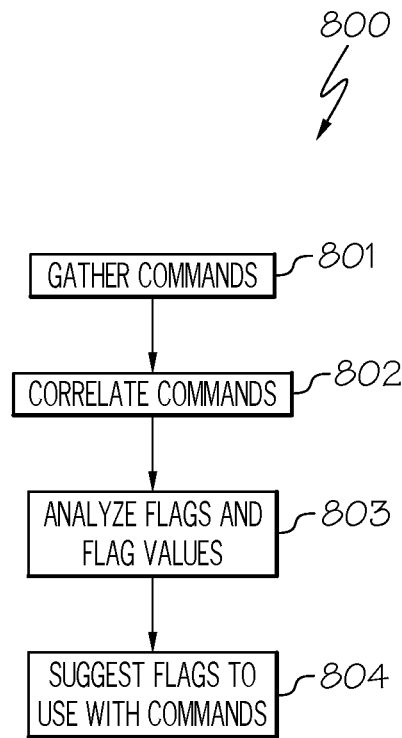 800
GATHER COMMANDS
801
CORRELATE COMMANDS
802
ANALYZE FLAGS AND
FLAG VALUES
803
SUGGEST FLAGS TO
USE WITH COMMANDS
804